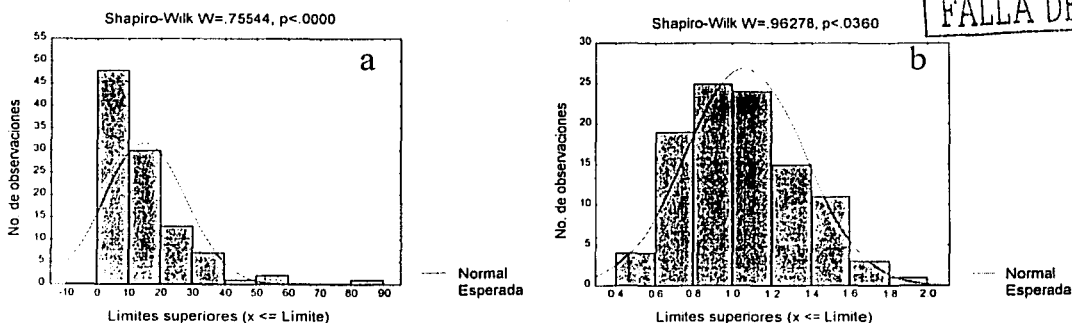 Shapiro-Wilk W=.75544, p<.0000
a
No. de observaciones
55
50
45
40
35
30
25
20
15
10
5
0
-10 0 10 20 30 40 50 60 70 80 90
Limites superiores (x <= Limite)
Normal
Esperada
FALLA DE
Shapiro-Wilk W=.96278, p<.0360
b
No. de observaciones
30
25
20
15
10
5
0
0.4 0.6 0.8 1.0 1.2 1.4 1.6 1.8 2.0
Limites superiores (x <= Limite)
Normal
Esperada